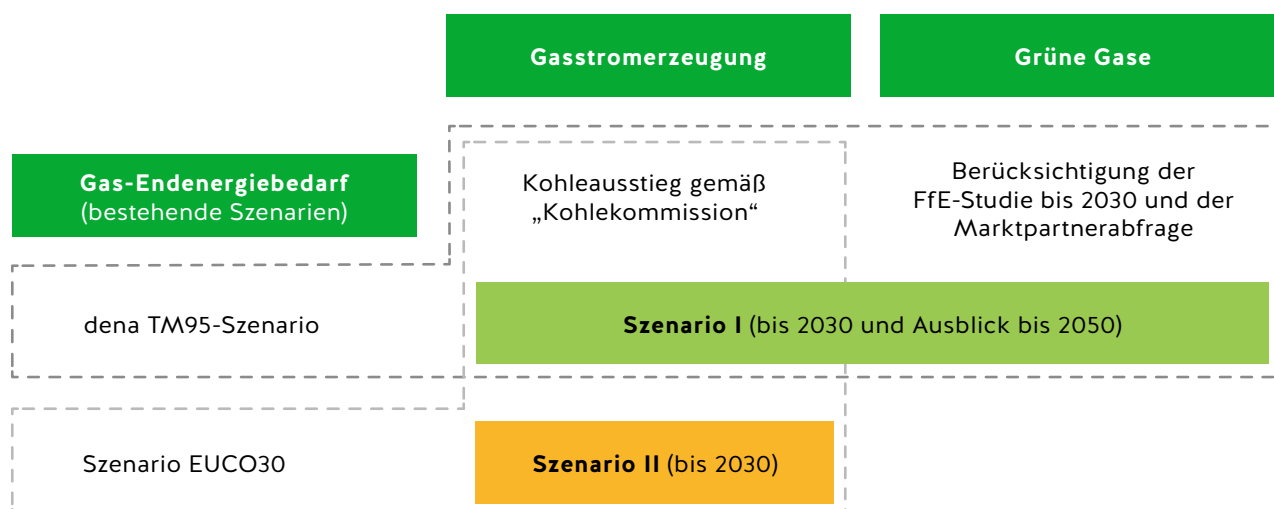 Gasstromerzeugung
Grüne Gase
Gas-Endenergiebedarf
(bestehende Szenarien)
Kohleausstieg gemäß
„Kohlekommission“
Berücksichtigung der
FfE-Studie bis 2030 und der
Marktpartnerabfrage
dena TM95-Szenario
Szenario I (bis 2030 und Ausblick bis 2050)
Szenario EUCO30
Szenario II (bis 2030)